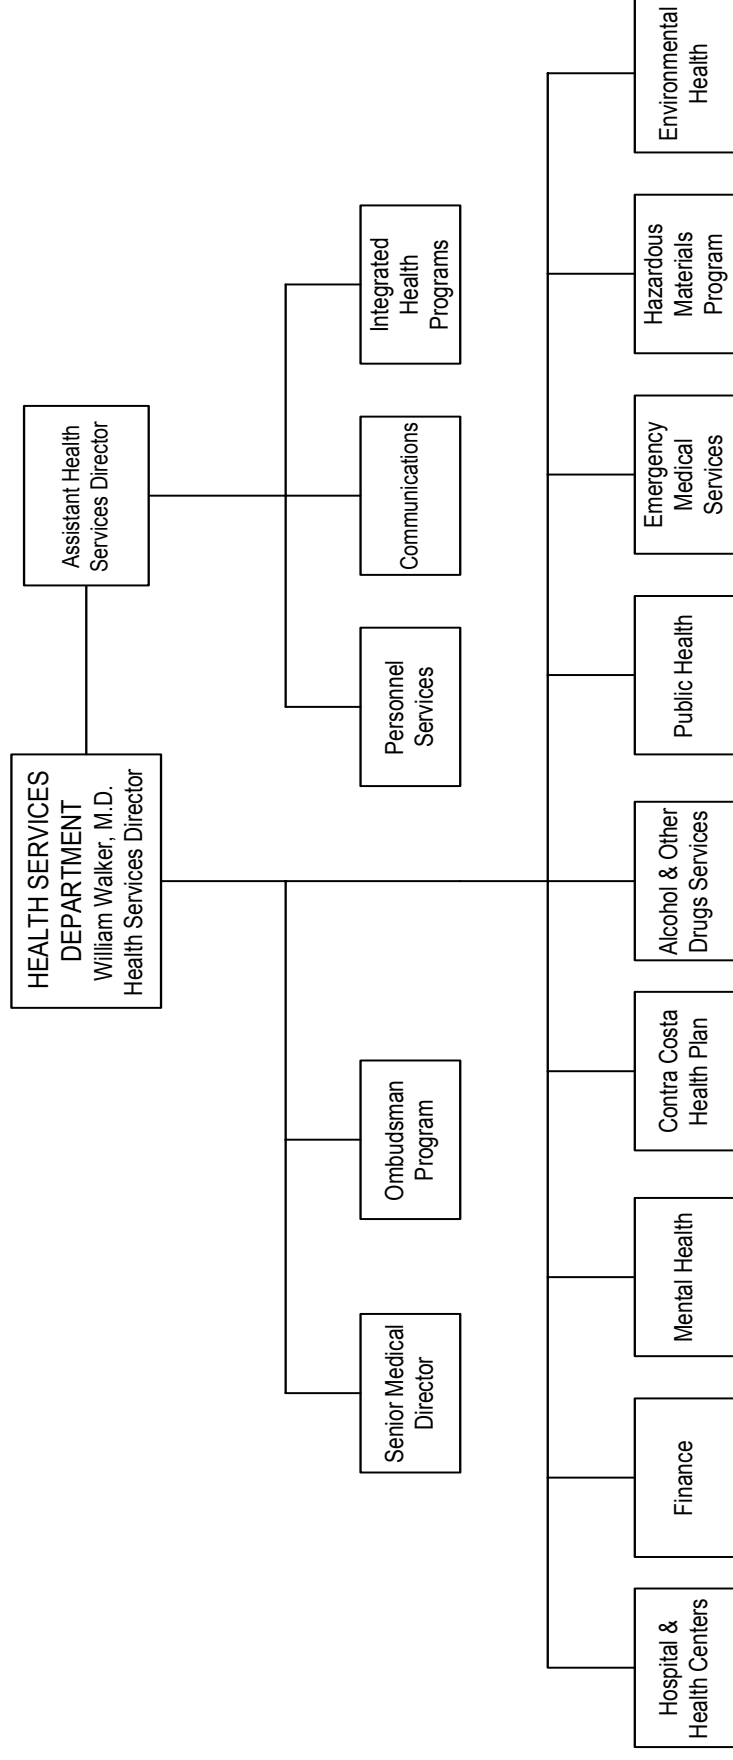 HEALTH SERVICES
DEPARTMENT
William Walker, M.D.
Health Services Director
Assistant Health
Services Director
Senior Medical
Director
Ombudsman
Program
Personnel
Services
Communications
Integrated
Health
Programs
Hospital &
Health Centers
Finance
Mental Health
Contra Costa
Health Plan
Alcohol & Other
Drugs Services
Public Health
Emergency
Medical
Services
Hazardous
Materials
Program
Environmental
Health